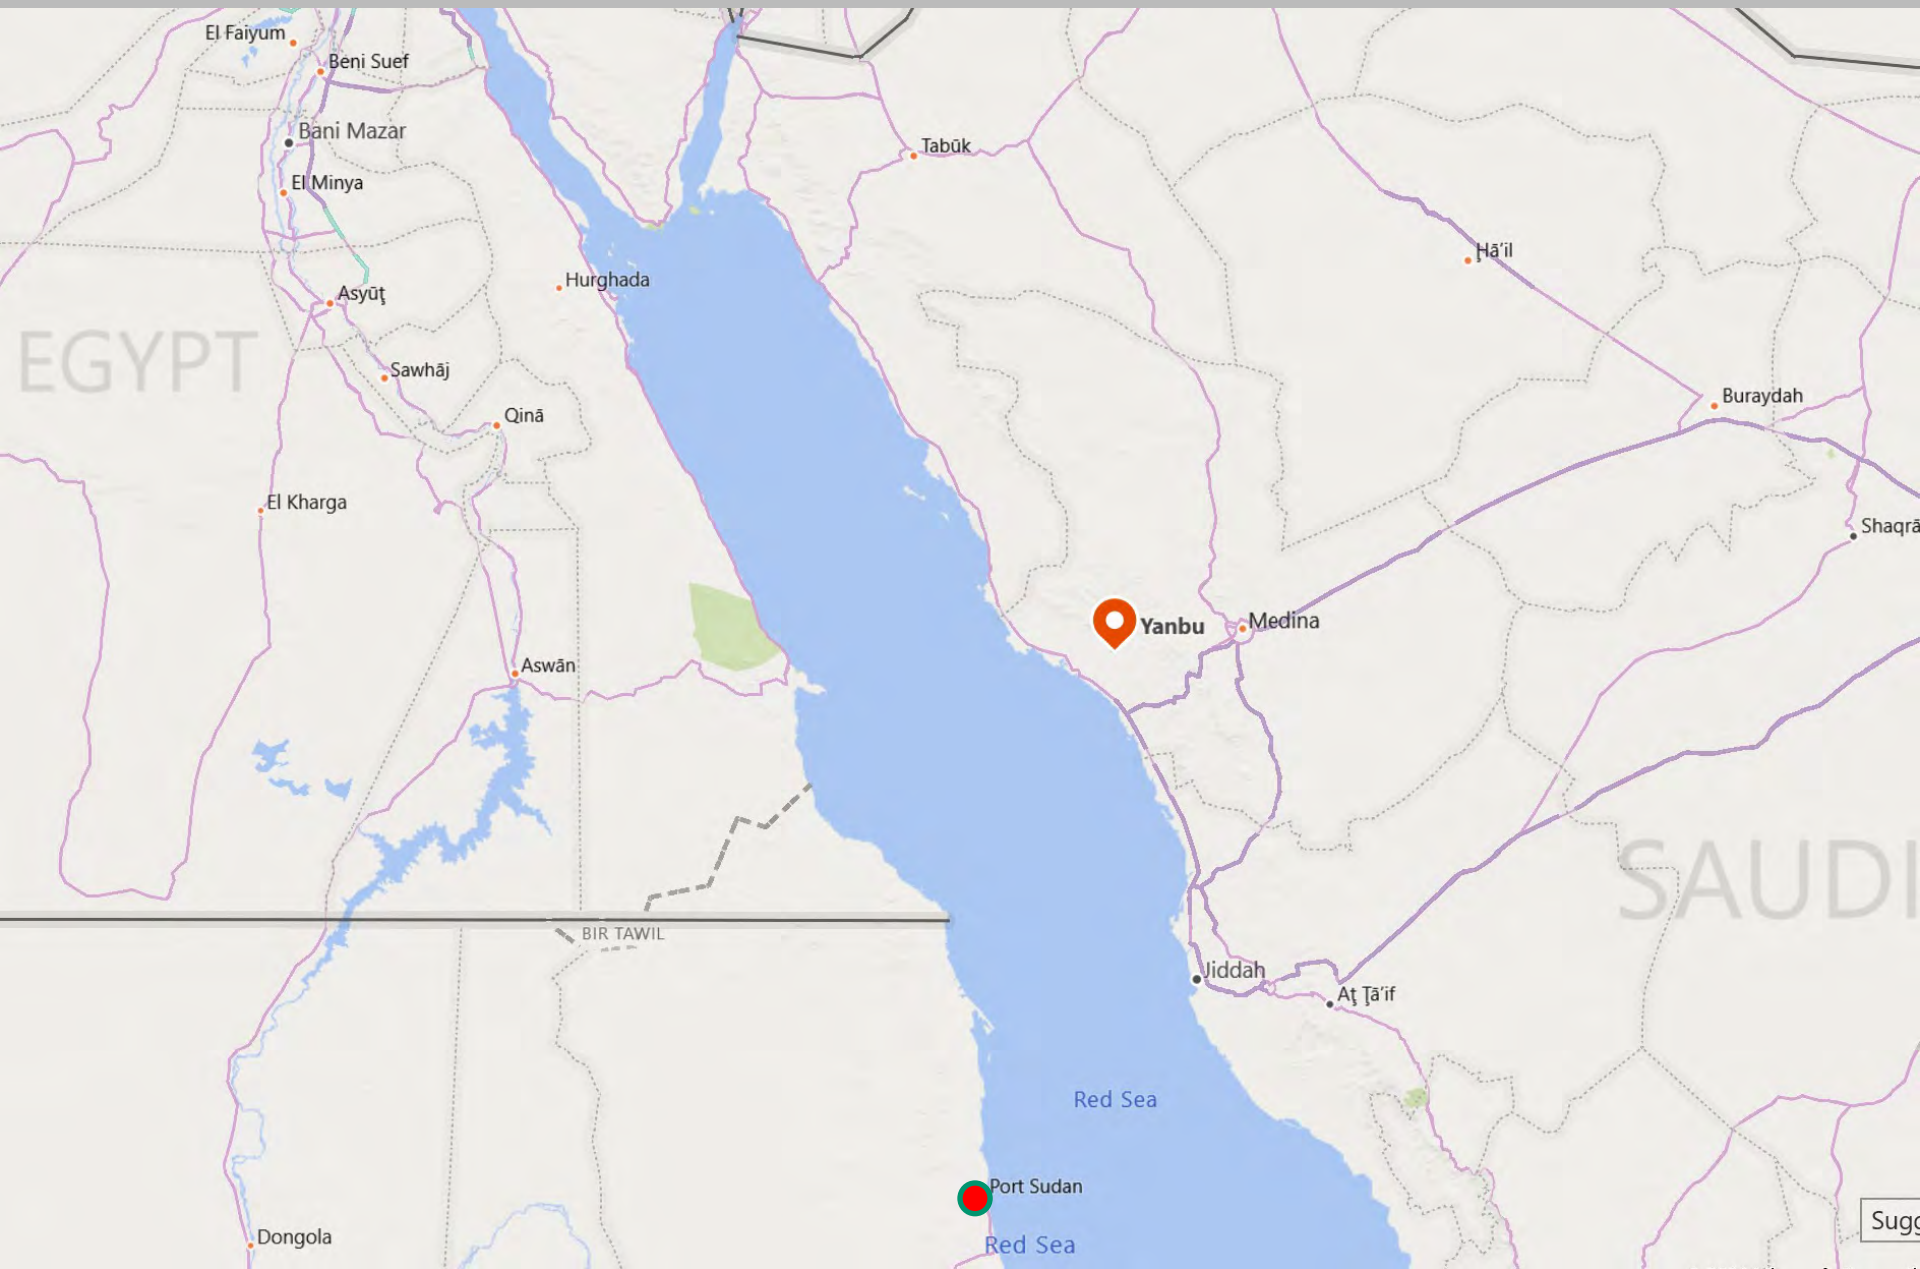 El Faiyum
Beni Suef
Bani Mazar
Tabūk
El Minya
Ḥā'il
Hurghada
Asyūţ
EGYPT
Sawhāj
Buraydah
Qinā
El Kharga
Shaqrā
Yanbu
Medina
Aswān
SAUDI
BIR TAWIL
Jiddah
Aţ Ţā'if
Red Sea
Port Sudan
Sugg
Dongola
Red Sea